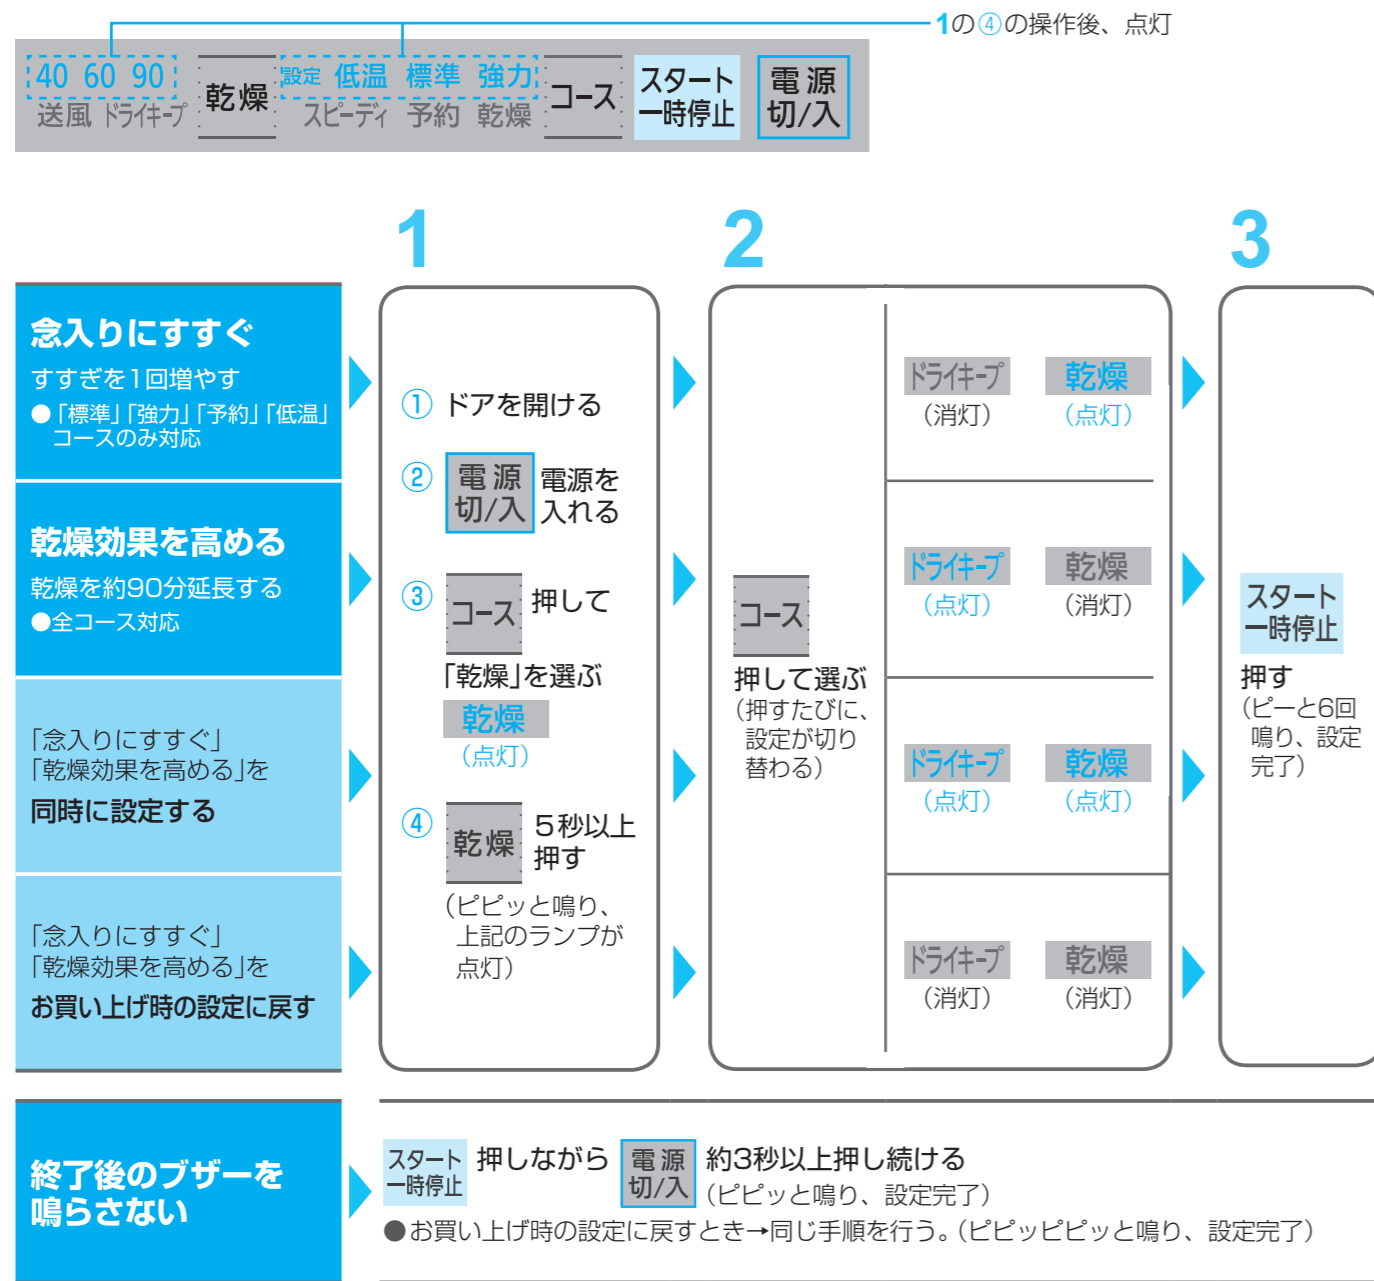 1の④の操作後、点灯
40 60 90
送風 ドライキープ
乾燥
設定 低温 標準 強力
スピーディ 予約 乾燥
コース
スタート
一時停止
電源
切/入
1
2
3
念入りにすすぐ
すすぎを1回増やす
●「標準」「強力」「予約」「低温」
コースのみ対応
乾燥効果を高める
乾燥を約90分延長する
●全コース対応
「念入りにすすぐ」
「乾燥効果を高める」を
同時に設定する
「念入りにすすぐ」
「乾燥効果を高める」を
お買い上げ時の設定に戻す
① ドアを開ける
② 電源
切/入
電源を
入れる
③ コース 押して
「乾燥」を選ぶ
乾燥
(点灯)
④ 乾燥 5秒以上
押す
(ピピッと鳴り、
上記のランプが
点灯)
コース
押して選ぶ
(押すたびに、
設定が切り
替わる)
ドライキープ 乾燥
(消灯) (点灯)
ドライキープ 乾燥
(点灯) (消灯)
ドライキープ 乾燥
(点灯) (点灯)
ドライキープ 乾燥
(消灯) (消灯)
スタート
一時停止
押す
(ピーと6回
鳴り、設定
完了)
終了後のブザーを
鳴らさない
スタート
一時停止
押しながら
電源
切/入
約3秒以上押し続ける
(ピピッと鳴り、設定完了)
●お買い上げ時の設定に戻すとき→同じ手順を行う。(ピピッピピッと鳴り、設定完了)